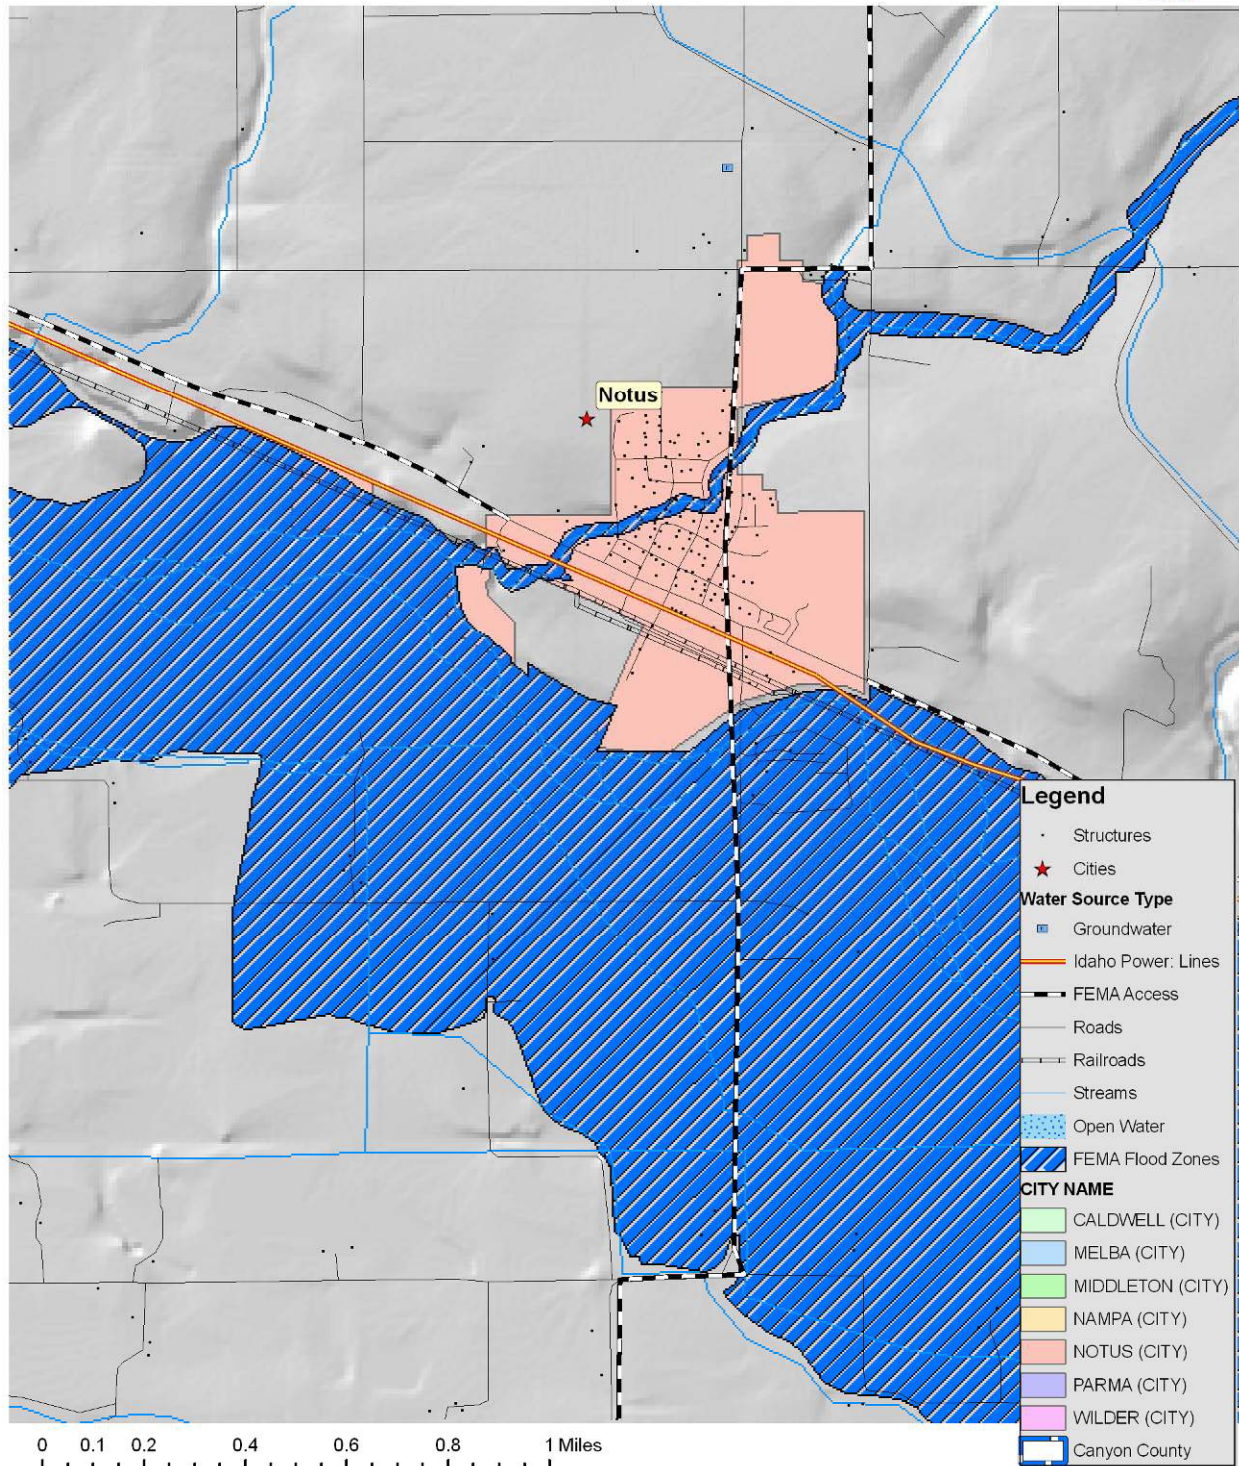 Notus
Legend
Structures
Cities
Water Source Type
Groundwater
Idaho Power: Lines
FEMA Access
Roads
Railroads
Streams
Open Water
FEMA Flood Zones
CITY NAME
CALDWELL (CITY)
MELBA (CITY)
MIDDLETON (CITY)
NAMPA (CITY)
NOTUS (CITY)
PARMA (CITY)
WILDER (CITY)
Canyon County
0 0.1 0.2 0.4 0.6 0.8 1 Miles